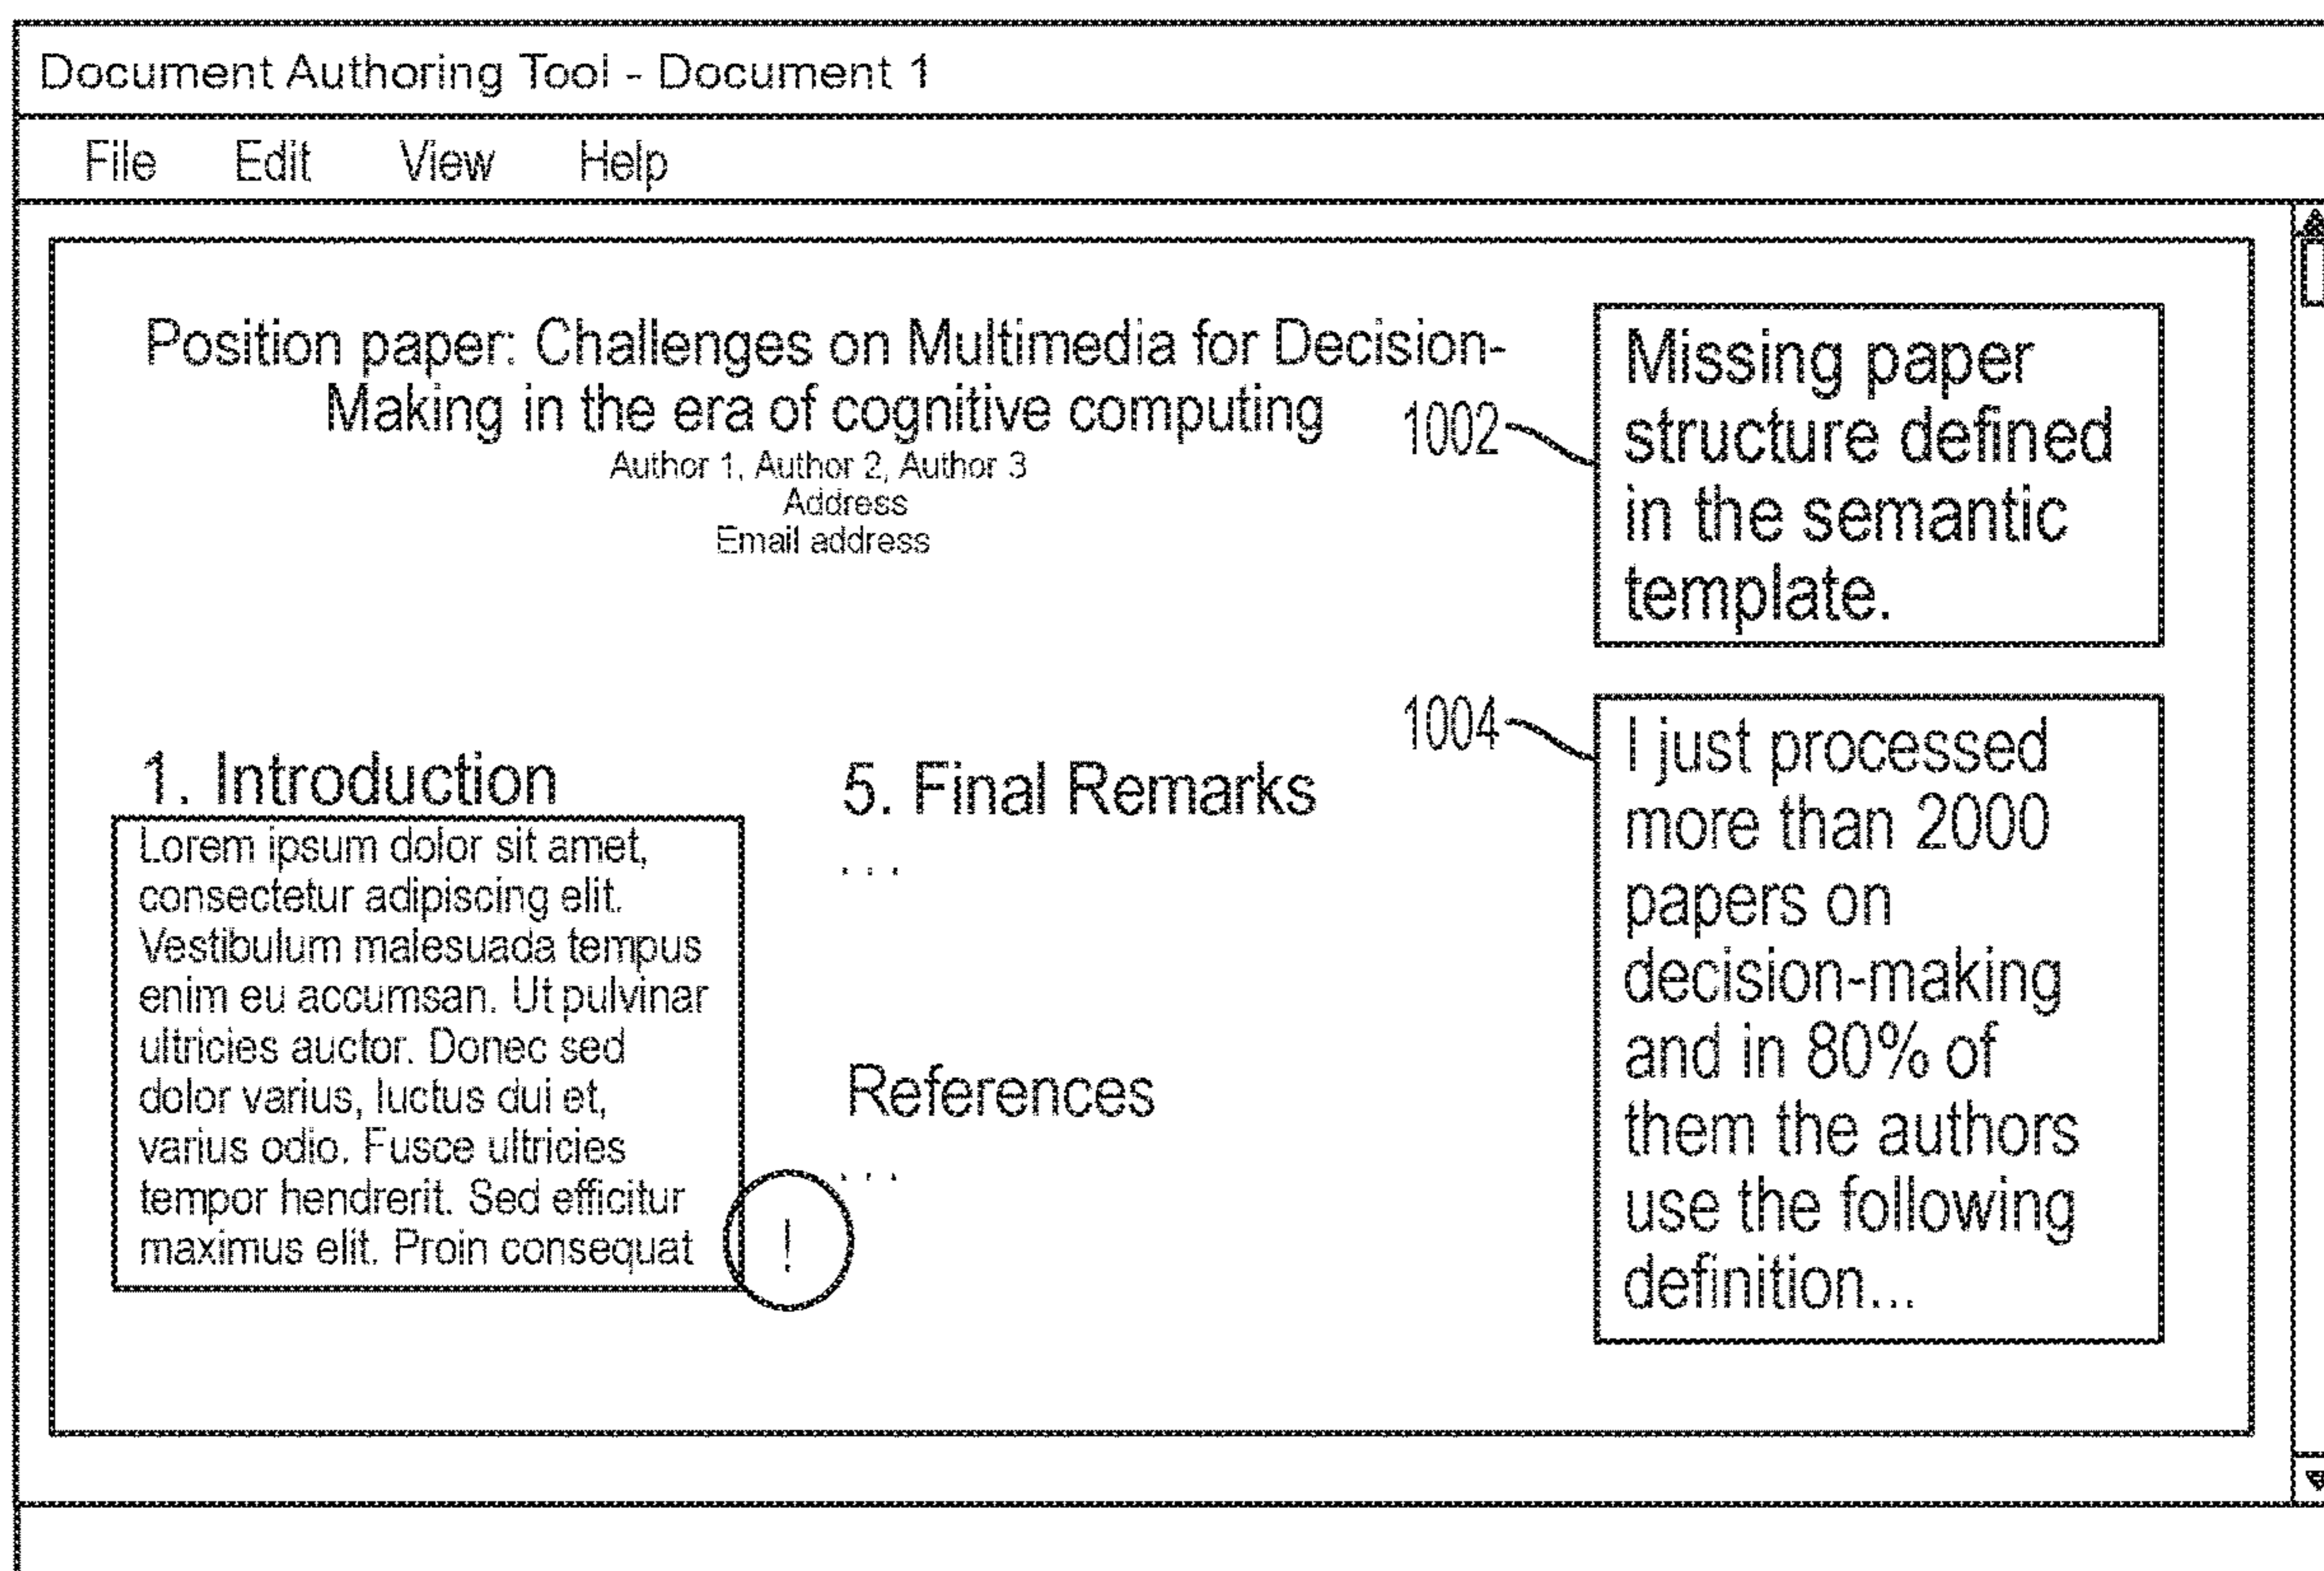 Document Authoring Tool - Document 1
File Edit View Help
Position paper: Challenges on Multimedia for Decision-
Making in the era of cognitive computing
Author 1, Author 2, Author 3
Address
Email address
1. Introduction
Lorem ipsum dolor sit amet,
consectetur adipiscing elit.
Vestibulum malesuada tempus
enim eu accumsan. Ut pulvinar
ultricies auctor. Donec sed
dolor varius, luctus dui et,
varius odio. Fusce ultricies
tempor hendrerit. Sed efficitur
maximus elit. Proin consequat
!
5. Final Remarks
...
References
...
1002
Missing paper
structure defined
in the semantic
template.
1004
I just processed
more than 2000
papers on
decision-making
and in 80% of
them the authors
use the following
definition...